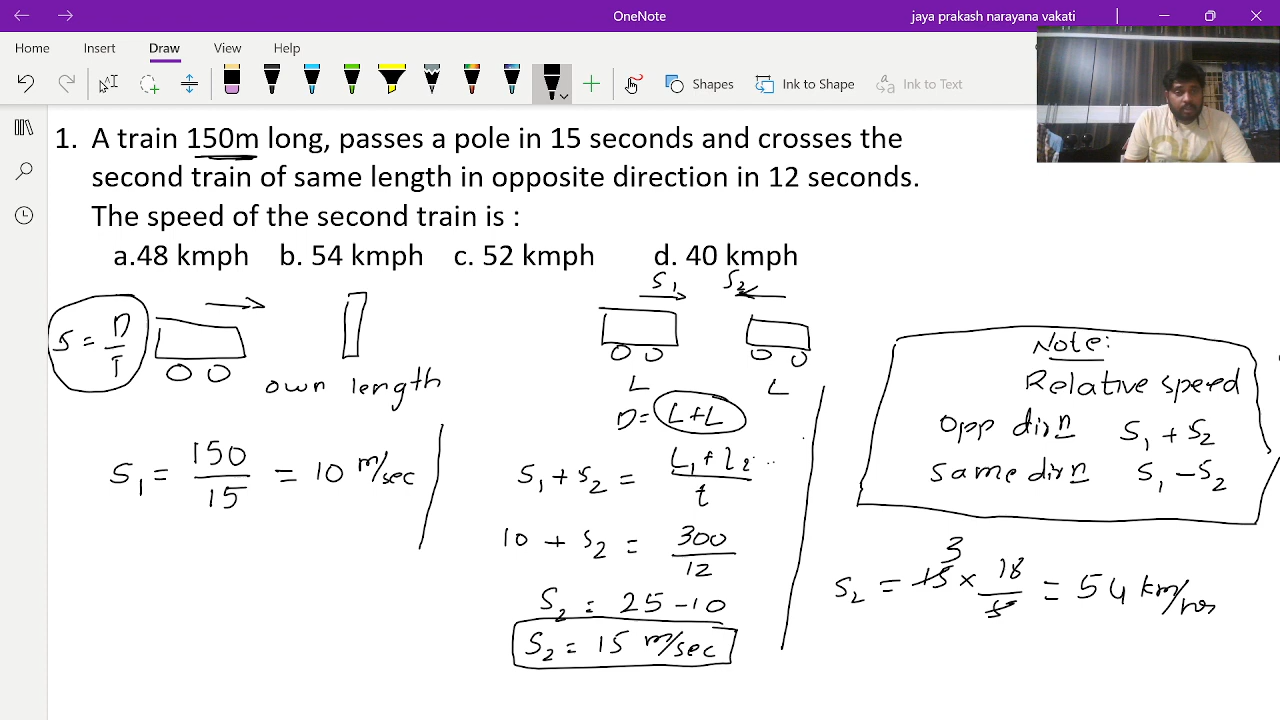 OneNote
jaya prakash narayana vakati
Home Insert Draw View Help
Shapes Ink to Shape Ink to Text
1. A train 150m long, passes a pole in 15 seconds and crosses the
second train of same length in opposite direction in 12 seconds.
The speed of the second train is :
a.48 kmph b. 54 kmph c. 52 kmph d. 40 kmph
S = D/T
own length
S₁ = 150/15 = 10 m/sec
S₁ S₂
L L
D = L+L
S₁ + S₂ = L₁ + L₂ ../t
10 + S₂ = 300/12
S₂ = 25 - 10
S₂ = 15 m/sec
Note:
Relative speed
opp dirn S₁ + S₂
same dirn S₁ - S₂
3
S₂ = 15 × 18/5 = 54 km/hr